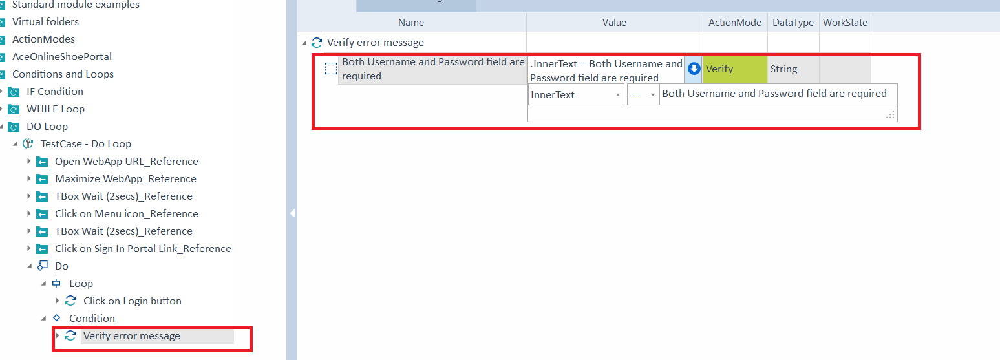 Standard module examples
Virtual folders
ActionModes
AceOnlineShoePortal
Conditions and Loops
IF Condition
WHILE Loop
DO Loop
TestCase - Do Loop
Open WebApp URL_Reference
Maximize WebApp_Reference
TBox Wait (2secs)_Reference
Click on Menu icon_Reference
TBox Wait (2secs)_Reference
Click on Sign In Portal Link_Reference
Do
Loop
Click on Login button
Condition
Verify error message
Name Value ActionMode DataType WorkState
Verify error message
Both Username and Password field are
required
.InnerText==Both Username and
Password field are required
Verify String
InnerText == Both Username and Password field are required